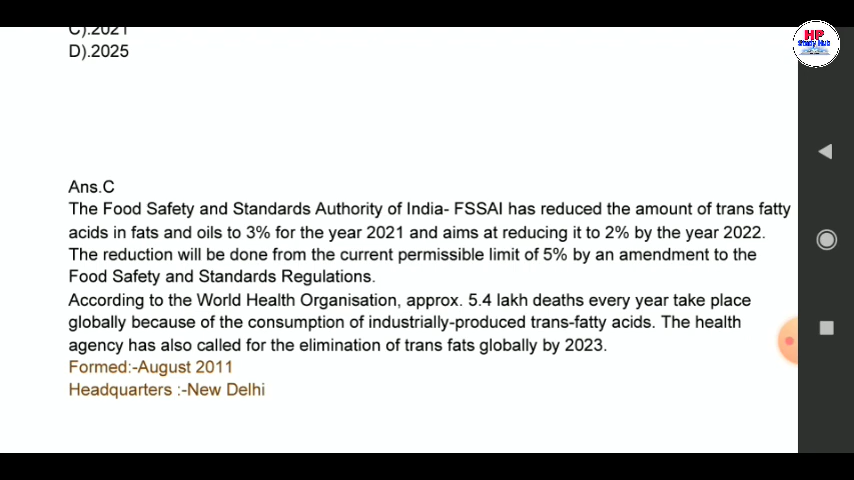 C).2021
D).2025
HP
Study Hub
Ans.C
The Food Safety and Standards Authority of India- FSSAI has reduced the amount of trans fatty
acids in fats and oils to 3% for the year 2021 and aims at reducing it to 2% by the year 2022.
The reduction will be done from the current permissible limit of 5% by an amendment to the
Food Safety and Standards Regulations.
According to the World Health Organisation, approx. 5.4 lakh deaths every year take place
globally because of the consumption of industrially-produced trans-fatty acids. The health
agency has also called for the elimination of trans fats globally by 2023.
Formed:-August 2011
Headquarters :-New Delhi